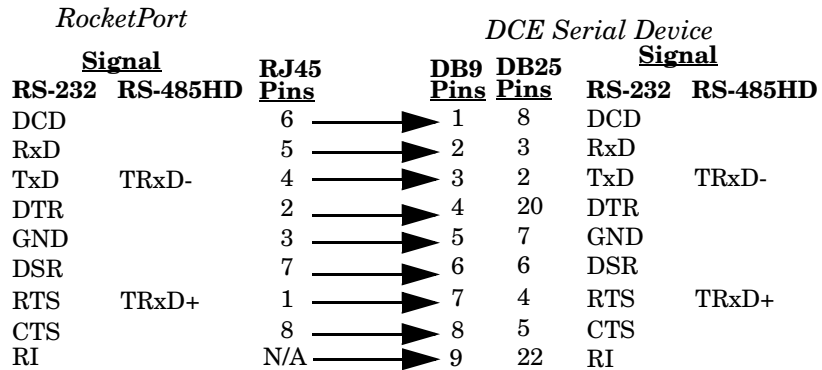 RocketPort DCE Serial Device
Signal RJ45 DB9 DB25 Signal
RS-232 RS-485HD Pins Pins Pins RS-232 RS-485HD
DCD 6 1 8 DCD
RxD 5 2 3 RxD
TxD TRxD- 4 3 2 TxD TRxD-
DTR 2 4 20 DTR
GND 3 5 7 GND
DSR 7 6 6 DSR
RTS TRxD+ 1 7 4 RTS TRxD+
CTS 8 8 5 CTS
RI N/A 9 22 RI